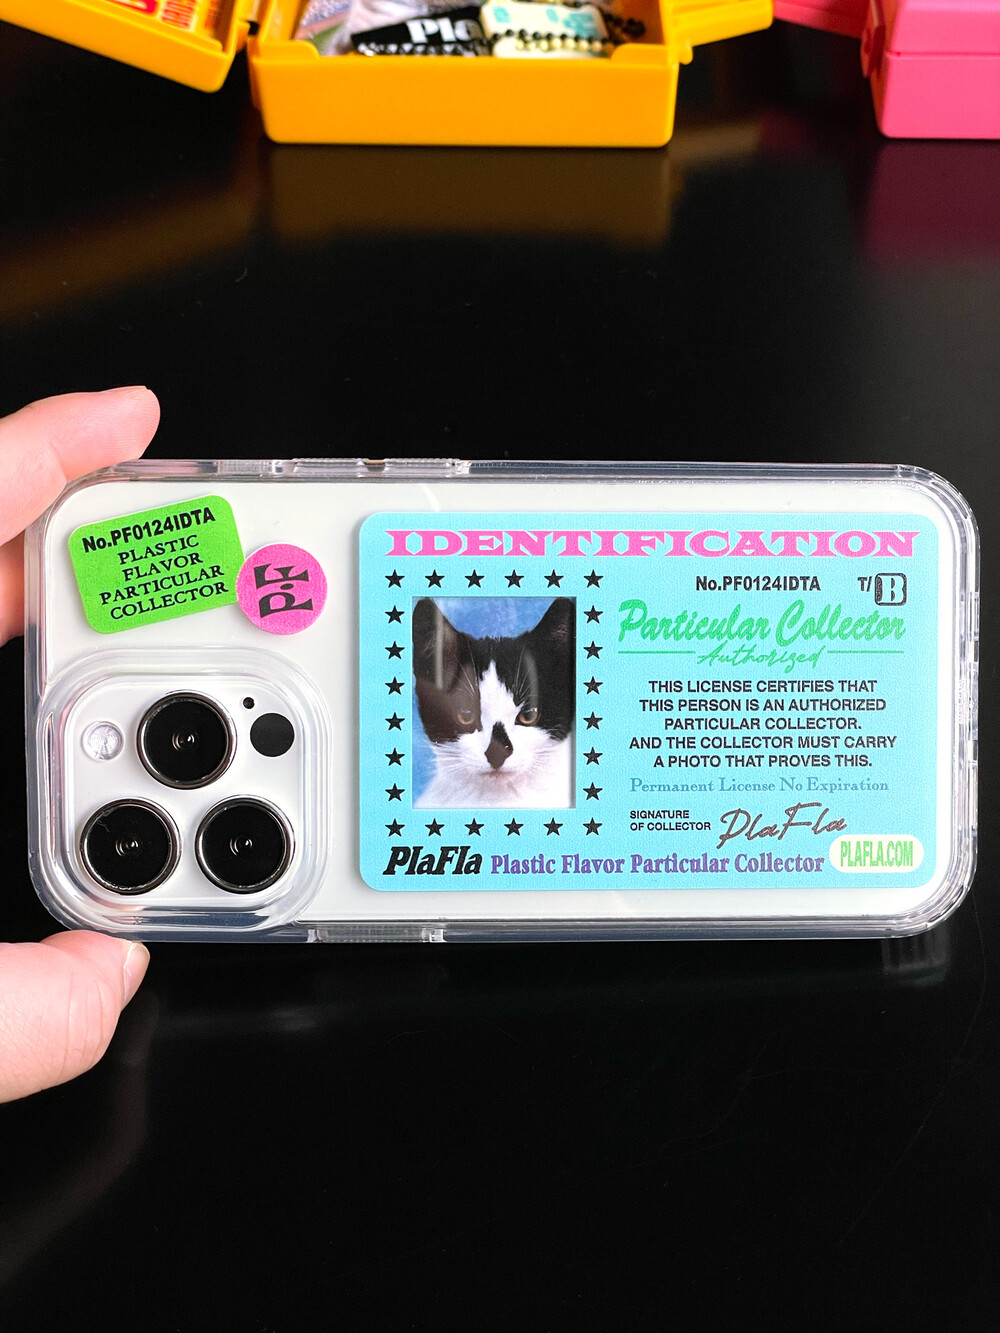 Ple
No.PF0124IDTA
PLASTIC
FLAVOR
PARTICULAR
COLLECTOR
P.F
IDENTIFICATION
No.PF0124IDTA T/B
Particular Collector
Authorized
THIS LICENSE CERTIFIES THAT
THIS PERSON IS AN AUTHORIZED
PARTICULAR COLLECTOR.
AND THE COLLECTOR MUST CARRY
A PHOTO THAT PROVES THIS.
Permanent License No Expiration
SIGNATURE
OF COLLECTOR
PlaFla
PLAFLA.COM
PlaFla Plastic Flavor Particular Collector